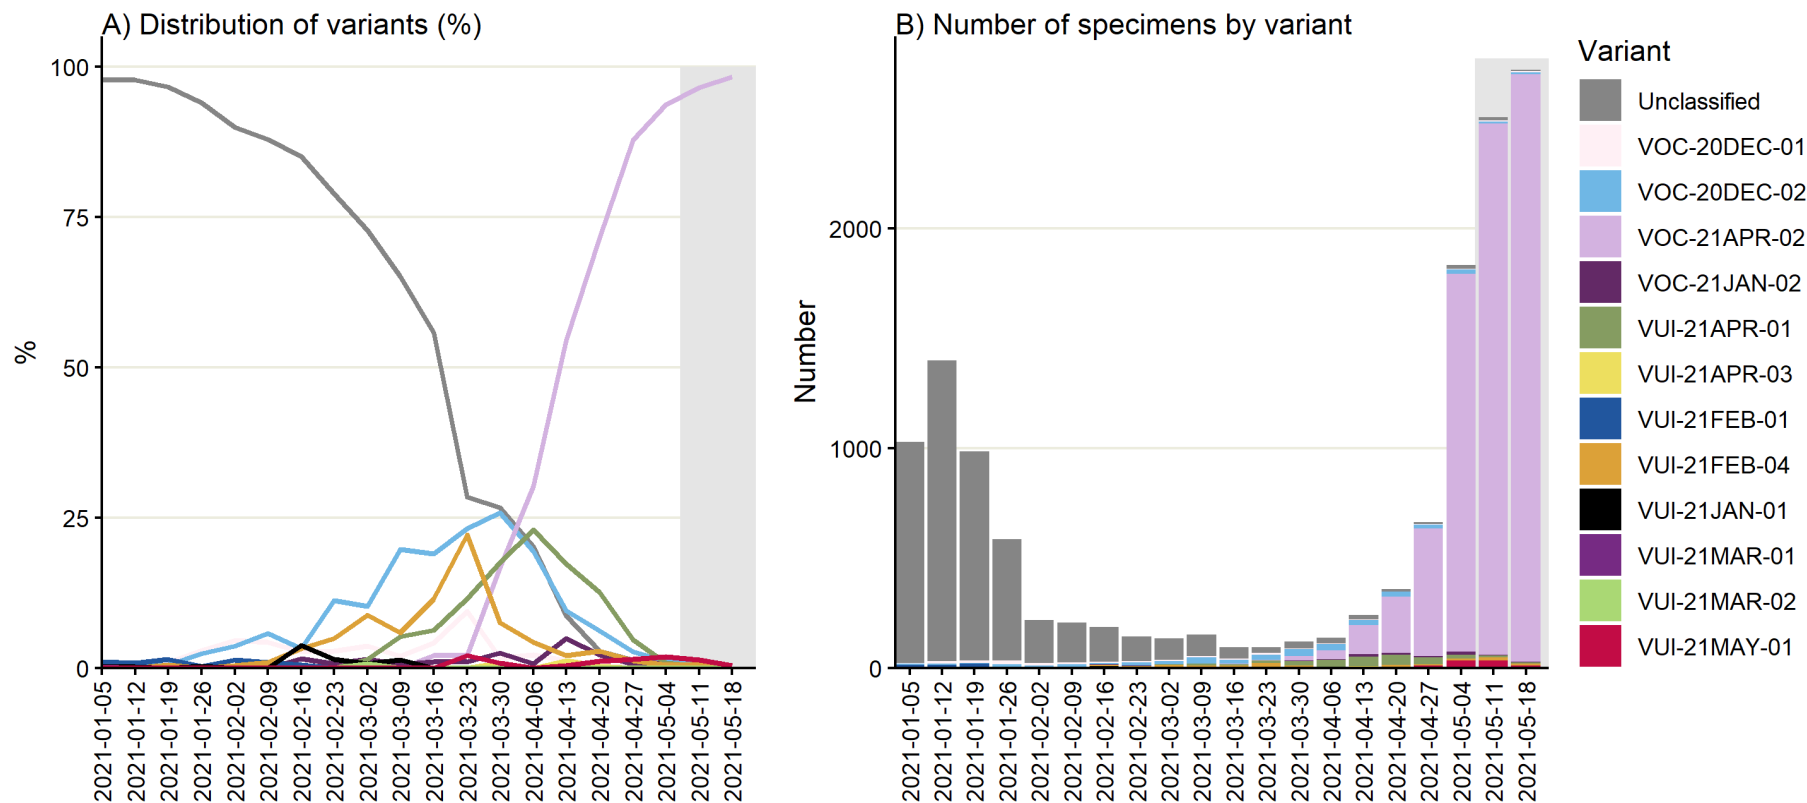 A) Distribution of variants (%)
%
100
75
50
25
0
2021-01-05
2021-01-12
2021-01-19
2021-01-26
2021-02-02
2021-02-09
2021-02-16
2021-02-23
2021-03-02
2021-03-09
2021-03-16
2021-03-23
2021-03-30
2021-04-06
2021-04-13
2021-04-20
2021-04-27
2021-05-04
2021-05-11
2021-05-18
B) Number of specimens by variant
Number
2000
1000
0
2021-01-05
2021-01-12
2021-01-19
2021-01-26
2021-02-02
2021-02-09
2021-02-16
2021-02-23
2021-03-02
2021-03-09
2021-03-16
2021-03-23
2021-03-30
2021-04-06
2021-04-13
2021-04-20
2021-04-27
2021-05-04
2021-05-11
2021-05-18
Variant
Unclassified
VOC-20DEC-01
VOC-20DEC-02
VOC-21APR-02
VOC-21JAN-02
VUI-21APR-01
VUI-21APR-03
VUI-21FEB-01
VUI-21FEB-04
VUI-21JAN-01
VUI-21MAR-01
VUI-21MAR-02
VUI-21MAY-01